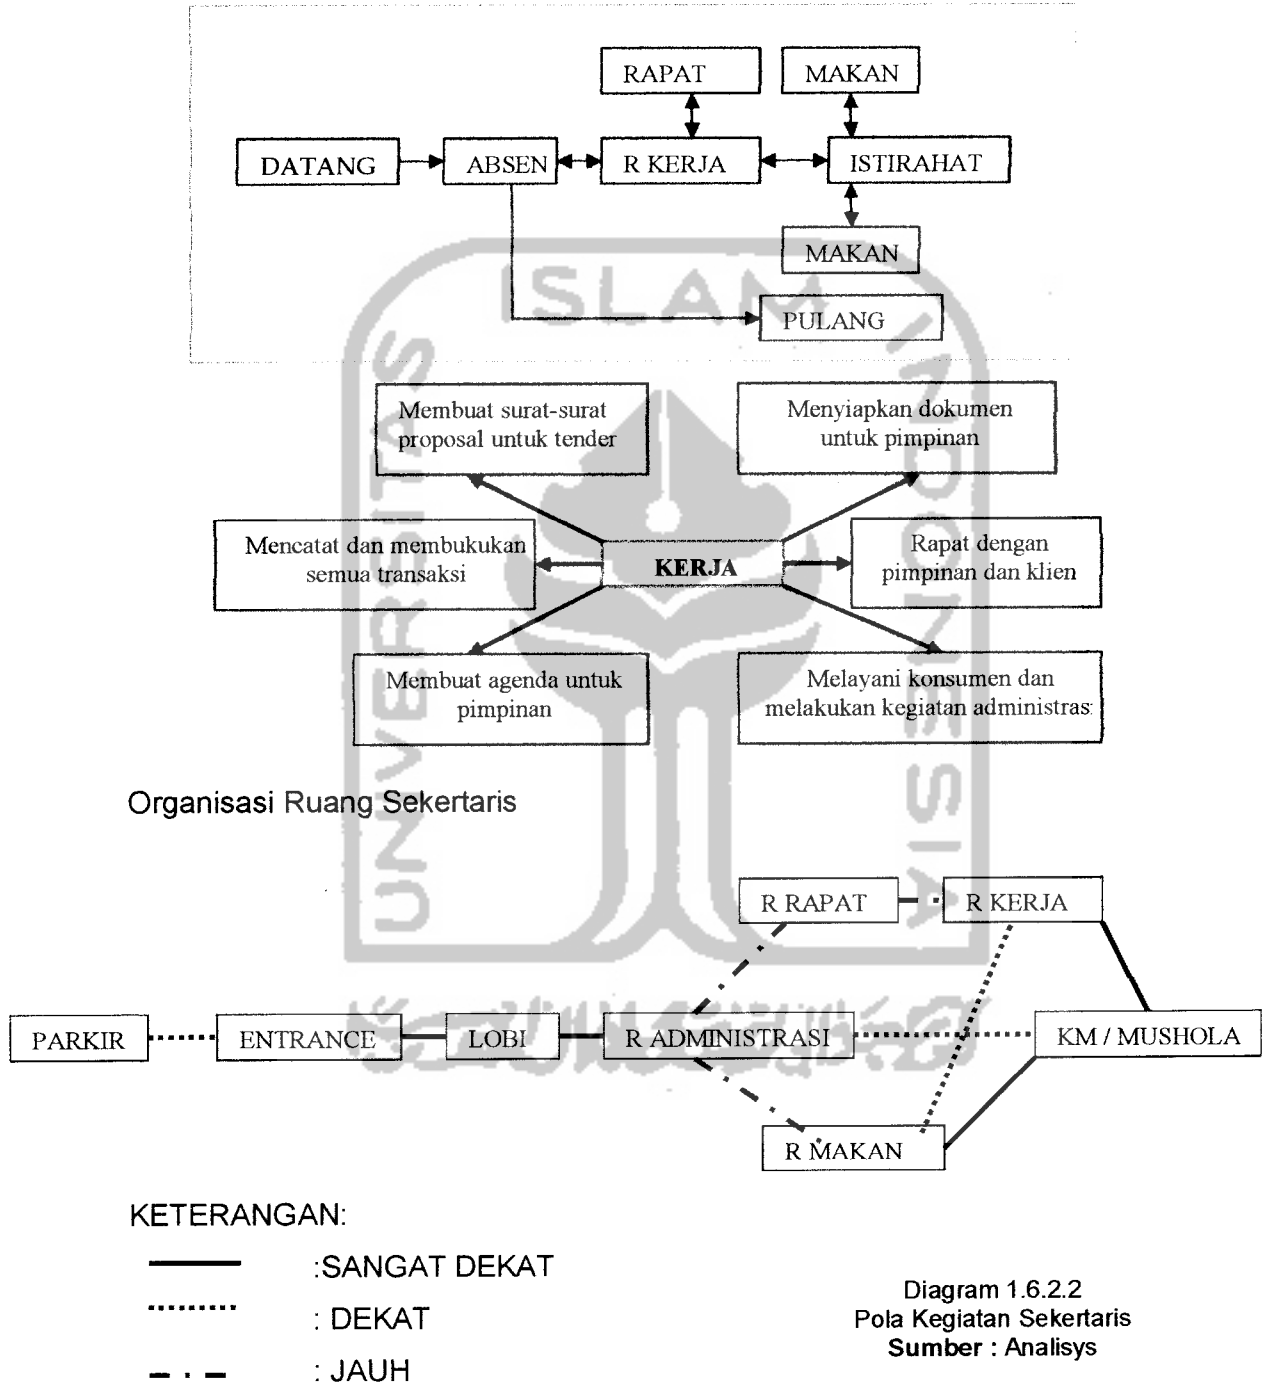 RAPAT
MAKAN
DATANG
ABSEN
R KERJA
ISTIRAHAT
MAKAN
PULANG
Membuat surat-surat
proposal untuk tender
Menyiapkan dokumen
untuk pimpinan
Mencatat dan membukukan
semua transaksi
KERJA
Rapat dengan
pimpinan dan klien
Membuat agenda untuk
pimpinan
Melayani konsumen dan
melakukan kegiatan administras
Organisasi Ruang Sekertaris
R RAPAT
R KERJA
PARKIR
ENTRANCE
LOBI
R ADMINISTRASI
KM / MUSHOLA
R MAKAN
KETERANGAN:
:SANGAT DEKAT
: DEKAT
: JAUH
Diagram 1.6.2.2
Pola Kegiatan Sekertaris
Sumber : Analisys
UNIVERSITAS
ISLAM
INDONESIA